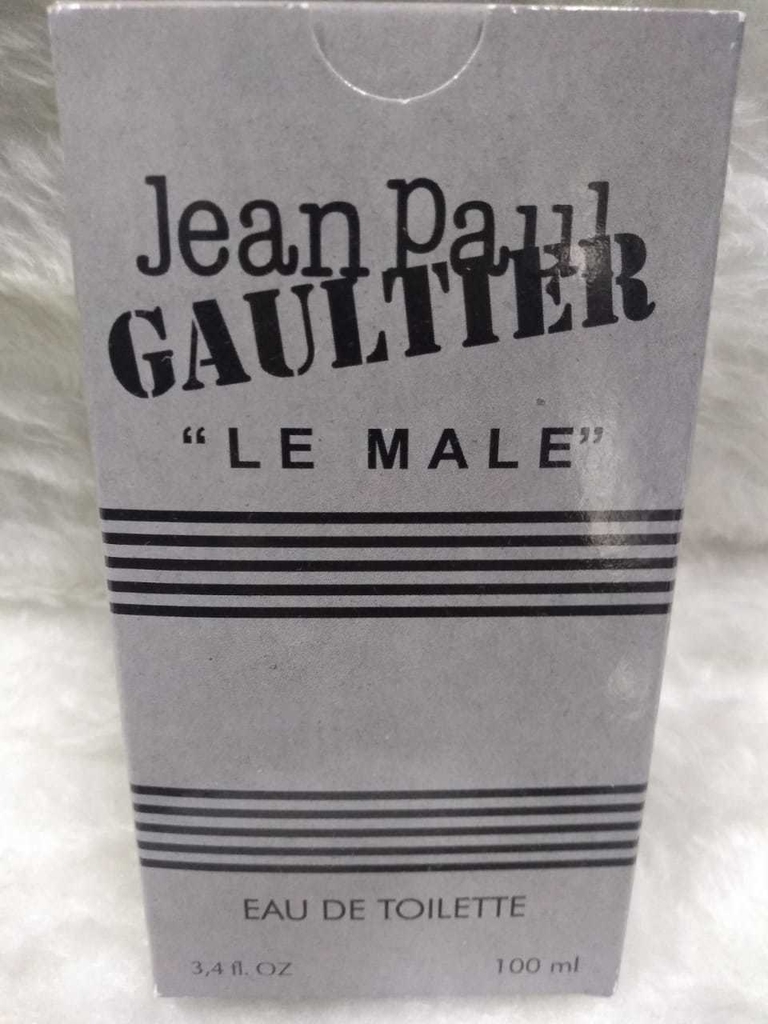 Jean Paul
GAULTIER
“LE MALE”
EAU DE TOILETTE
3,4 fl. OZ 100 ml